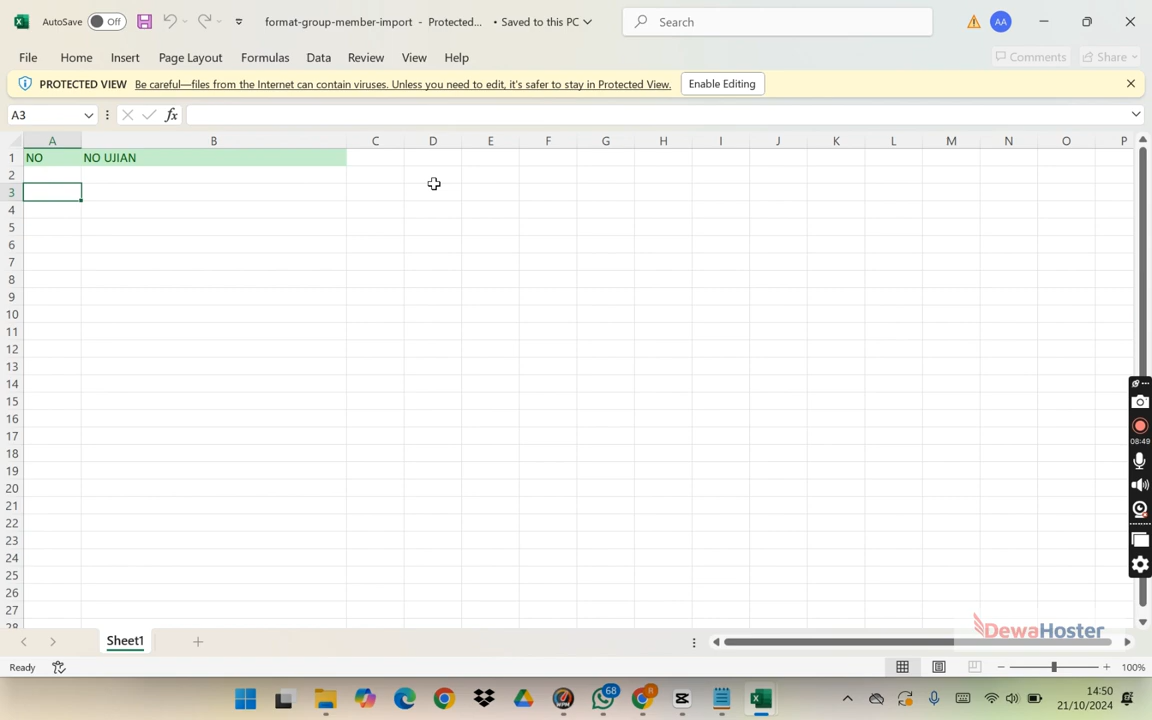 AutoSave Off format-group-member-import - Protected... • Saved to this PC Search AA
File Home Insert Page Layout Formulas Data Review View Help Comments Share
PROTECTED VIEW Be careful—files from the Internet can contain viruses. Unless you need to edit, it's safer to stay in Protected View. Enable Editing
A3 fx
A B C D E F G H I J K L M N O P
1 NO NO UJIAN
2
3
4
5
6
7
8
9
10
11
12
13
14
15
16
17
18
19
20
21
22
23
24
25
26
27
28
08:49
DewaHoster
Sheet1
Ready 100%
68 R 14:50
21/10/2024